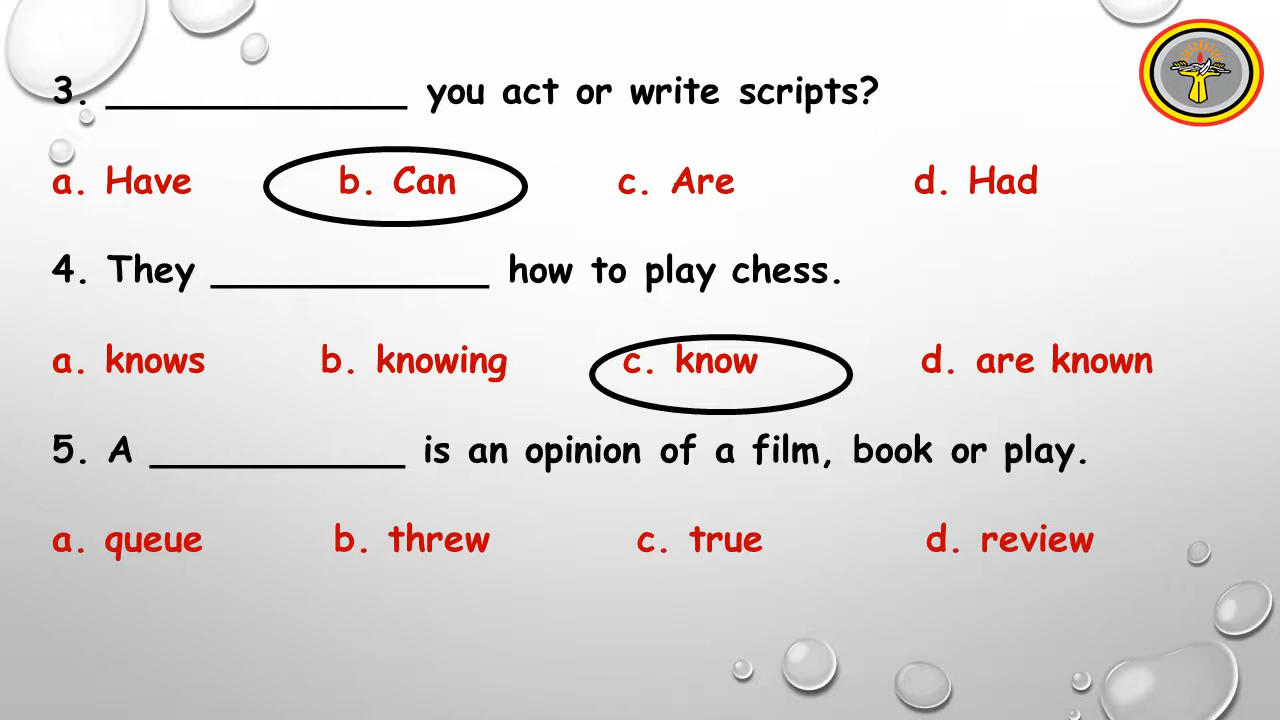 3. ______________ you act or write scripts?
a. Have b. Can c. Are d. Had
4. They _____________ how to play chess.
a. knows b. knowing c. know d. are known
5. A ____________ is an opinion of a film, book or play.
a. queue b. threw c. true d. review